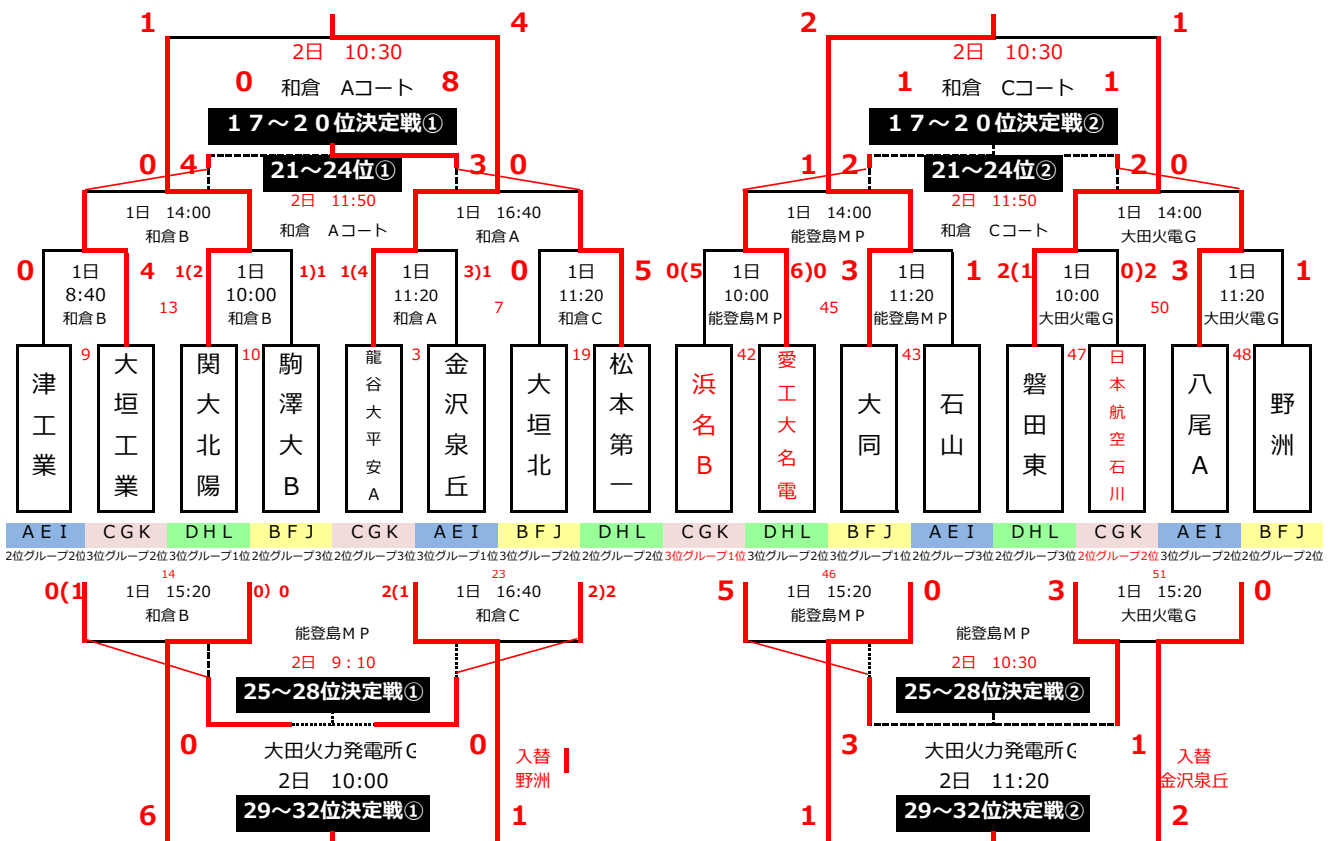 1 4 2 1
2日 10:30 2日 10:30
0 和倉 Aコート 8 1 和倉 Cコート 1
17～20位決定戦① 17～20位決定戦②
0 4 21～24位① 3 0 1 2 21～24位② 2 0
2日 11:50 2日 11:50
1日 14:00 和倉 Aコート 1日 16:40 1日 14:00 和倉 Cコート 1日 14:00
和倉B 和倉A 能登島MP 大田火電G
0 1日 4 1(2 1日 1)1 1(4 1日 3)1 0 1日 5 0(5 1日 6)0 3 1日 1 2(1 1日 0)2 3 1日 1
8:40 10:00 11:20 11:20 10:00 11:20 10:00 11:20
13 7 45 50
和倉B 和倉B 和倉A 和倉C 能登島MP 能登島MP 大田火電G 大田火電G
9 10 3 19 42 43 47 48
津工業
大垣工業
関大北陽
駒澤大B
龍谷大平安A
金沢泉丘
大垣北
松本第一
浜名B
愛工大名電
大同
石山
磐田東
日本航空石川
八尾A
野洲
AEI CGK DHL BFJ CGK AEI BFJ DHL CGK DHL BFJ AEI DHL CGK AEI BFJ
2位グループ2位 3位グループ2位 3位グループ1位 2位グループ3位 2位グループ3位 3位グループ1位 3位グループ2位 2位グループ2位 3位グループ1位 3位グループ2位 3位グループ1位 2位グループ3位 2位グループ3位 2位グループ2位 3位グループ2位 2位グループ2位
14 23 46 51
0(1 1日 15:20 0) 0 2(1 1日 16:40 2)2 5 1日 15:20 0 3 1日 15:20 0
和倉B 和倉C 能登島MP 大田火電G
能登島MP 能登島MP
2日 9：10 2日 10:30
25～28位決定戦① 25～28位決定戦②
0 大田火力発電所G 0 入替 3 大田火力発電所G 1 入替
2日 10:00 野洲 2日 11:20 金沢泉丘
6 29～32位決定戦① 1 1 29～32位決定戦② 2